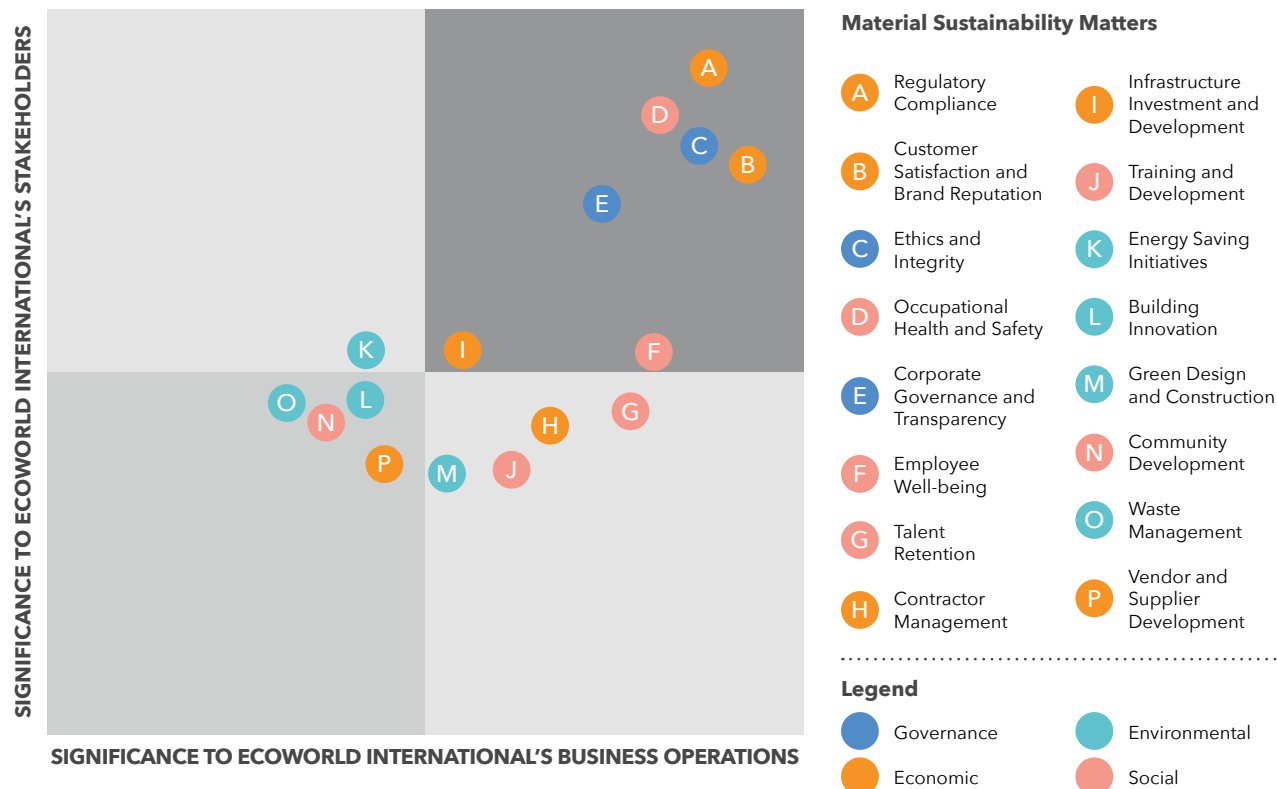 SIGNIFICANCE TO ECOWORLD INTERNATIONAL'S STAKEHOLDERS
A
D
C
B
E
K
I
F
O
L
N
G
H
P
M
J
SIGNIFICANCE TO ECOWORLD INTERNATIONAL'S BUSINESS OPERATIONS
Material Sustainability Matters
A
Regulatory
Compliance
B
Customer
Satisfaction and
Brand Reputation
C
Ethics and
Integrity
D
Occupational
Health and Safety
E
Corporate
Governance and
Transparency
F
Employee
Well-being
G
Talent
Retention
H
Contractor
Management
I
Infrastructure
Investment and
Development
J
Training and
Development
K
Energy Saving
Initiatives
L
Building
Innovation
M
Green Design
and Construction
N
Community
Development
O
Waste
Management
P
Vendor and
Supplier
Development
Legend
Governance
Economic
Environmental
Social